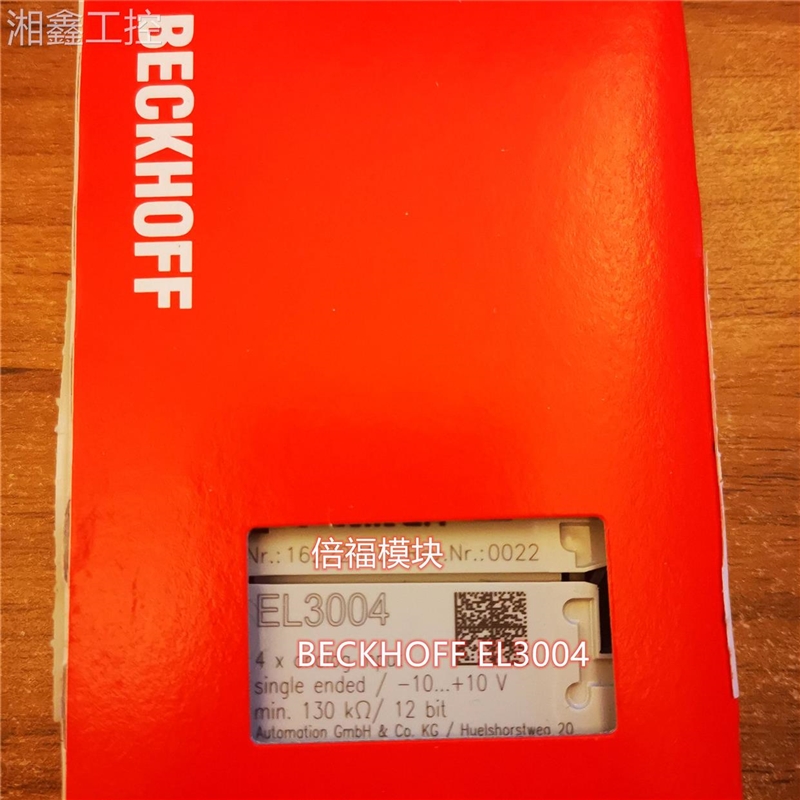 湘鑫工控
BECKHOFF
Nr.: 16
Nr.:0022
倍福模块
EL3004
4 x
BECKHOFF EL3004
single ended / -10...+10 V
min. 130 kΩ/ 12 bit
Automation GmbH & Co. KG / Huelshorstweg 20